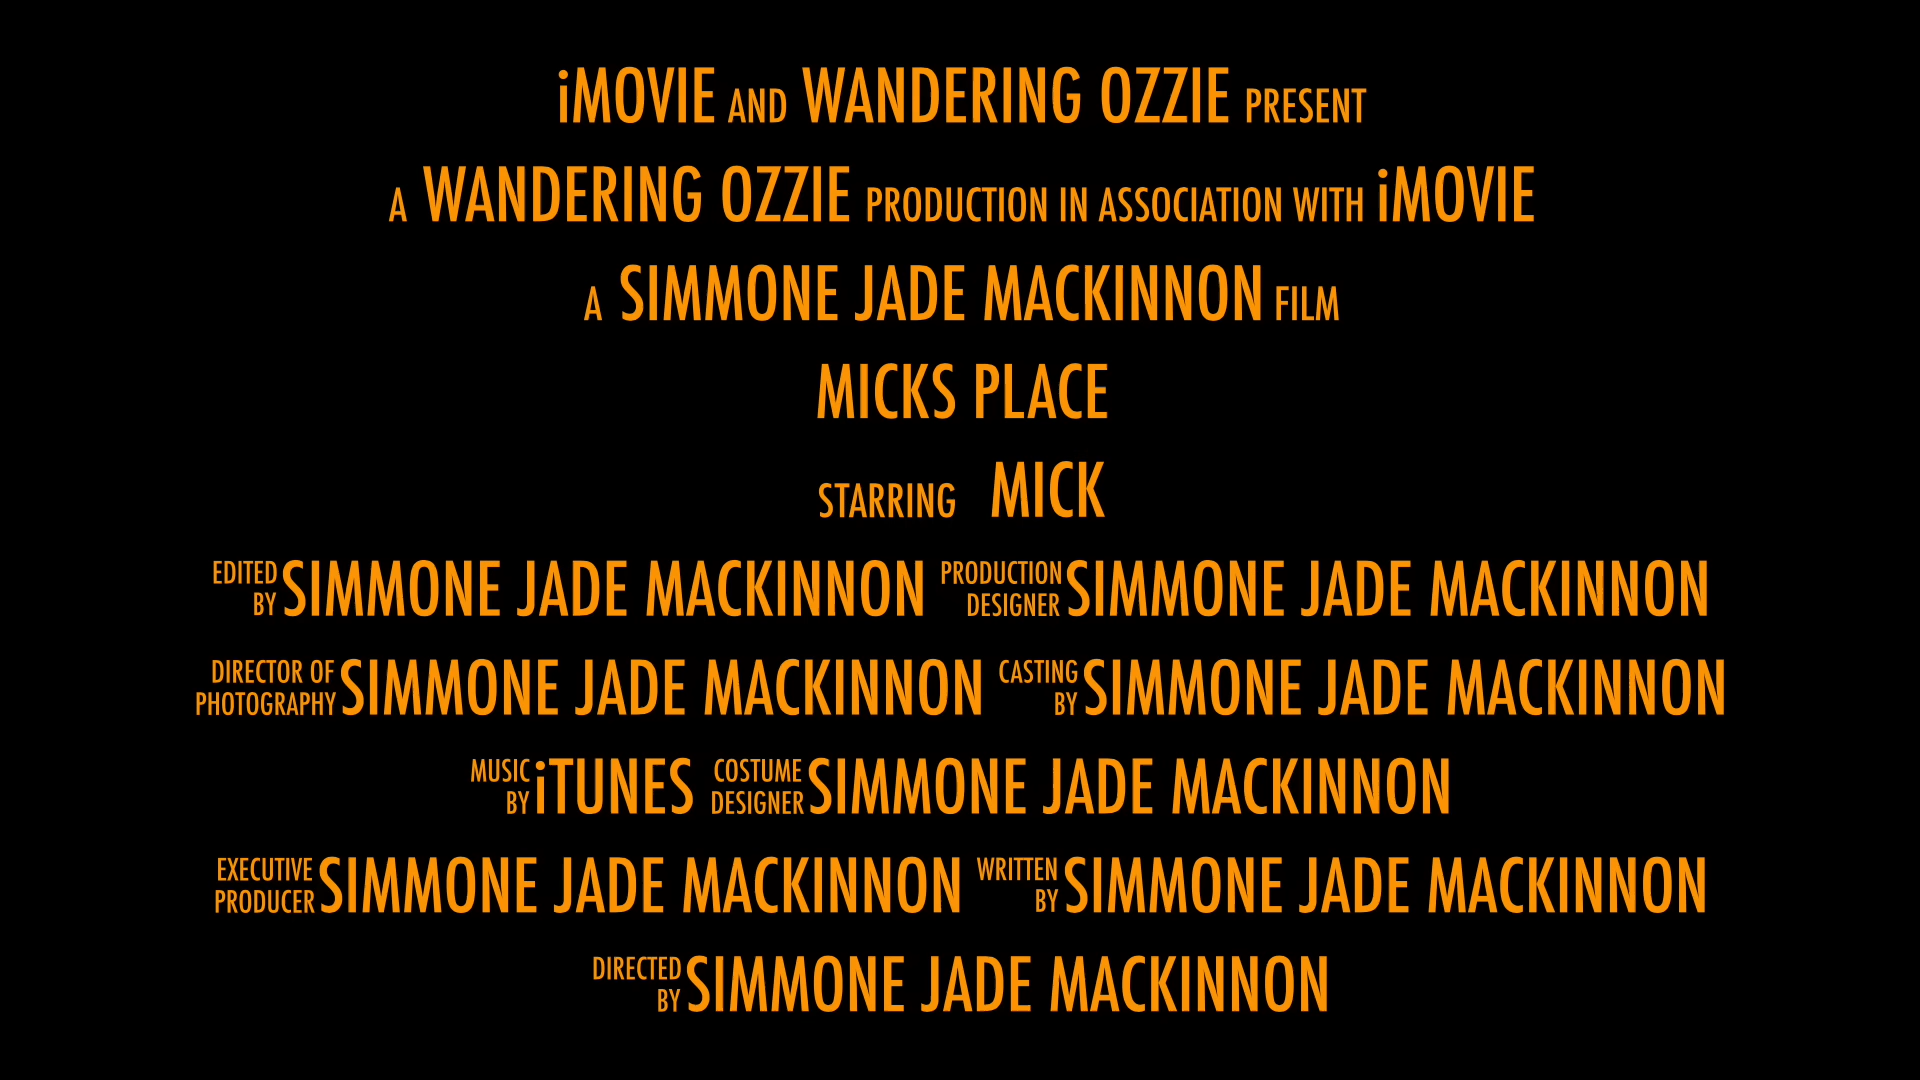 iMOVIE AND WANDERING OZZIE PRESENT
A WANDERING OZZIE PRODUCTION IN ASSOCIATION WITH iMOVIE
A SIMMONE JADE MACKINNON FILM
MICKS PLACE
STARRING MICK
EDITED BY SIMMONE JADE MACKINNON PRODUCTION DESIGNER SIMMONE JADE MACKINNON
DIRECTOR OF PHOTOGRAPHY SIMMONE JADE MACKINNON CASTING BY SIMMONE JADE MACKINNON
MUSIC BY iTUNES COSTUME DESIGNER SIMMONE JADE MACKINNON
EXECUTIVE PRODUCER SIMMONE JADE MACKINNON WRITTEN BY SIMMONE JADE MACKINNON
DIRECTED BY SIMMONE JADE MACKINNON